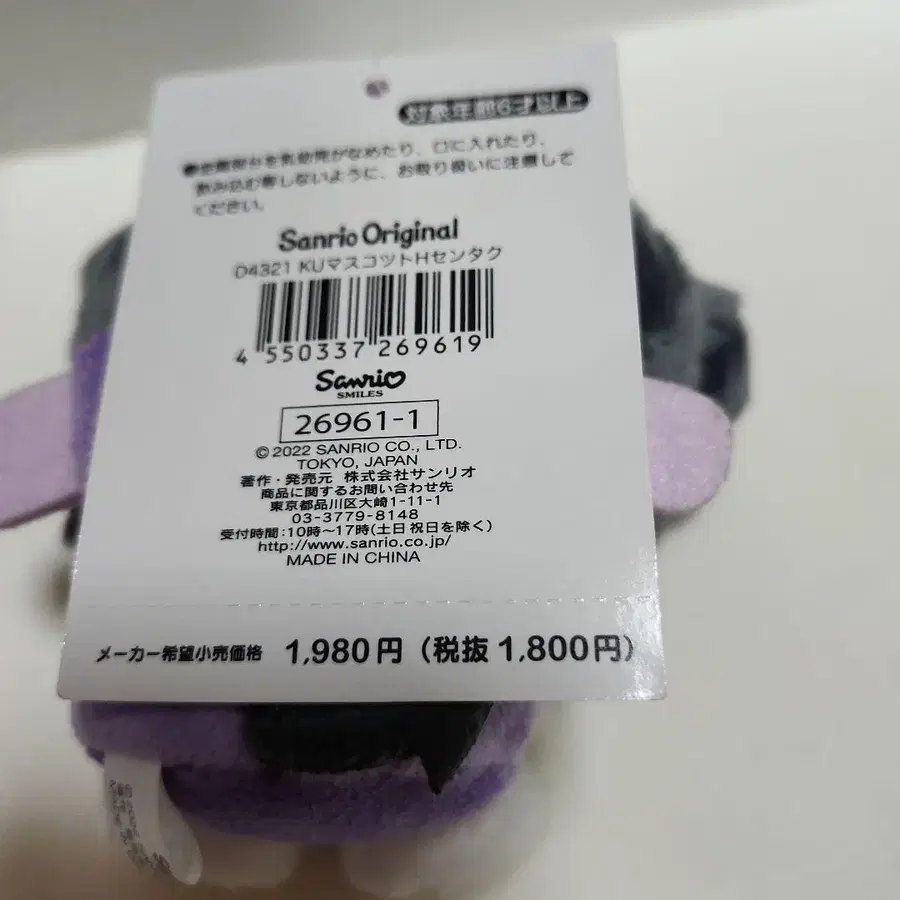 対象年齢6才以上
がなめたり、口に入れたり、
飲み込む等しないように、お取り扱いに注意して
ください。
Sanrio Original
D4321 KUマスコットHセンタク
4 550337 269619
Sanrio
SMILES
26961-1
© 2022 SANRIO CO., LTD.
TOKYO, JAPAN
著作・発売元 株式会社サンリオ
商品に関するお問い合わせ先
東京都品川区大崎1-11-1
03-3779-8148
受付時間:10時~17時(土日祝日を除く)
http://www.sanrio.co.jp/
MADE IN CHINA
メーカー希望小売価格 1,980円(税抜1,800円)